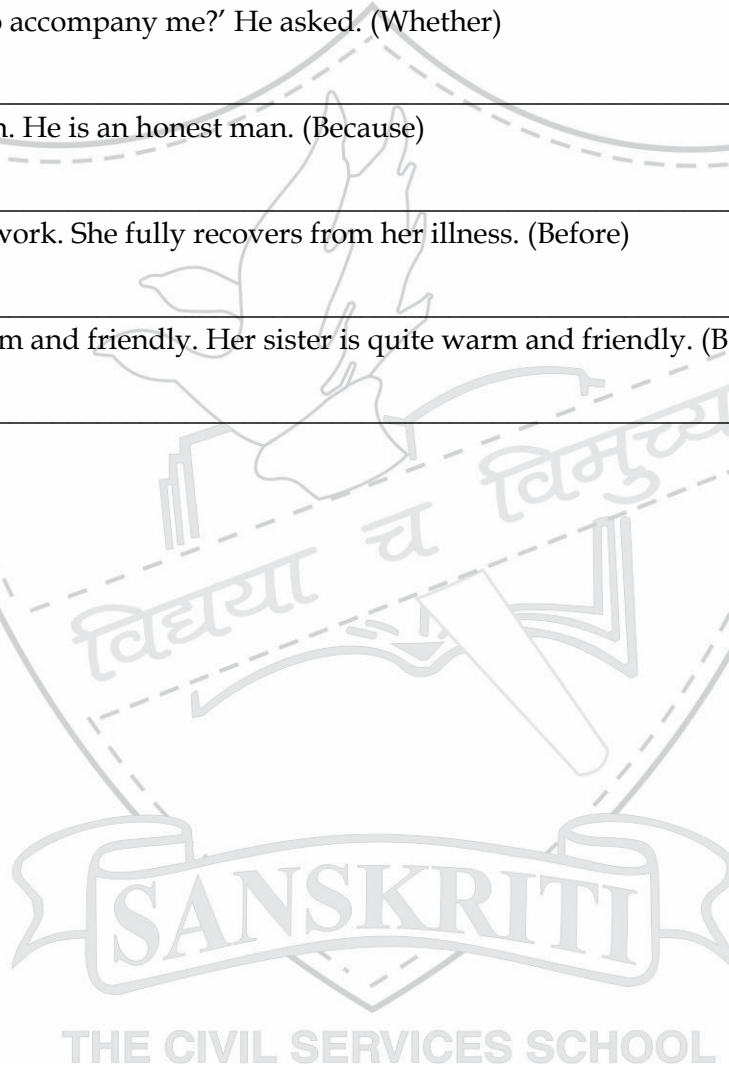 o accompany me?’ He asked. (Whether)
n. He is an honest man. (Because)
work. She fully recovers from her illness. (Before)
m and friendly. Her sister is quite warm and friendly. (B
विद्यया च विमुच्य
SANSKRITI
THE CIVIL SERVICES SCHOOL